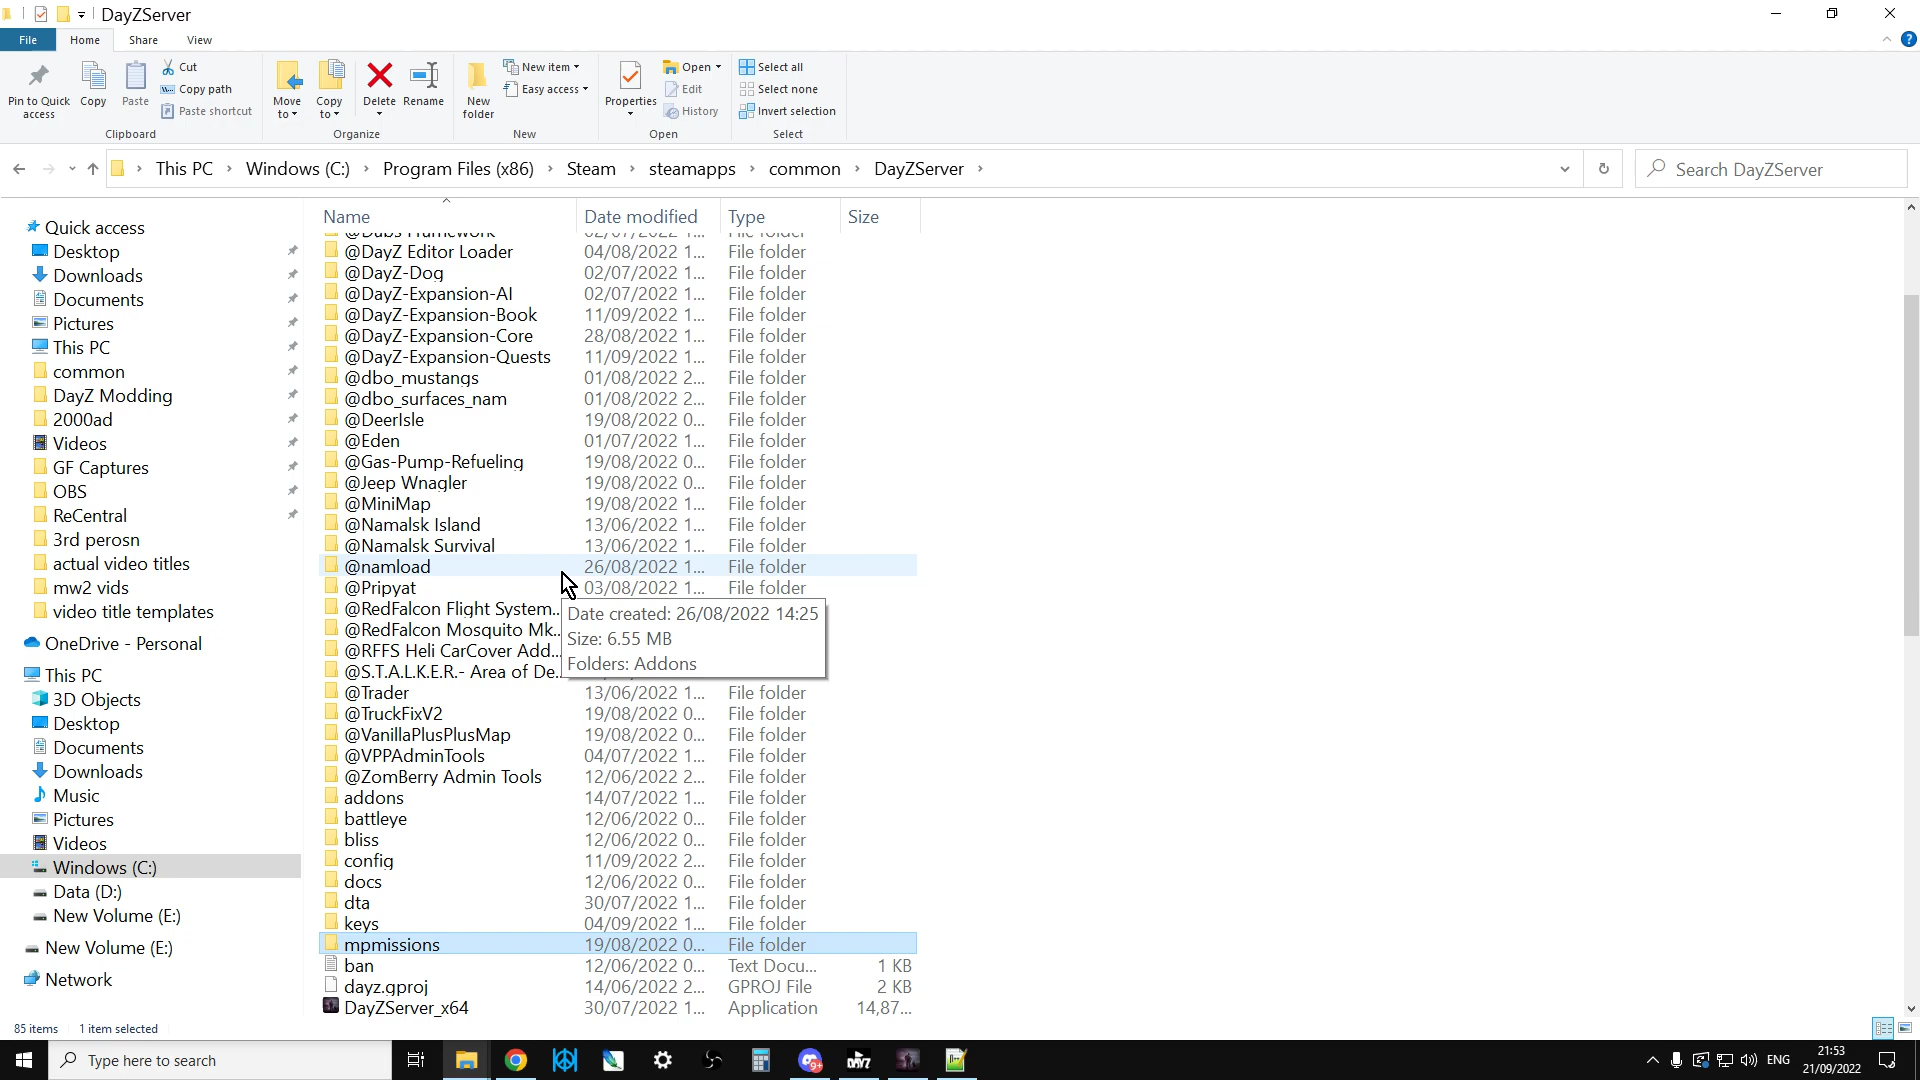 DayZServer
File Home Share View
Pin to Quick access
Copy
Paste
Cut
Copy path
Paste shortcut
Clipboard
Move to
Copy to
Delete
Rename
Organize
New folder
New item
Easy access
New
Properties
Open
Edit
History
Open
Select all
Select none
Invert selection
Select
This PC > Windows (C:) > Program Files (x86) > Steam > steamapps > common > DayZServer >
Search DayZServer
Quick access
Desktop
Downloads
Documents
Pictures
This PC
common
DayZ Modding
2000ad
Videos
GF Captures
OBS
ReCentral
3rd perosn
actual video titles
mw2 vids
video title templates
OneDrive - Personal
This PC
3D Objects
Desktop
Documents
Downloads
Music
Pictures
Videos
Windows (C:)
Data (D:)
New Volume (E:)
New Volume (E:)
Network
Name Date modified Type Size
@DayZ Editor Loader 04/08/2022 1... File folder
@DayZ-Dog 02/07/2022 1... File folder
@DayZ-Expansion-AI 02/07/2022 1... File folder
@DayZ-Expansion-Book 11/09/2022 1... File folder
@DayZ-Expansion-Core 28/08/2022 1... File folder
@DayZ-Expansion-Quests 11/09/2022 1... File folder
@dbo_mustangs 01/08/2022 2... File folder
@dbo_surfaces_nam 01/08/2022 2... File folder
@DeerIsle 19/08/2022 0... File folder
@Eden 01/07/2022 1... File folder
@Gas-Pump-Refueling 19/08/2022 0... File folder
@Jeep Wnagler 19/08/2022 0... File folder
@MiniMap 19/08/2022 1... File folder
@Namalsk Island 13/06/2022 1... File folder
@Namalsk Survival 13/06/2022 1... File folder
@namload 26/08/2022 1... File folder
@Pripyat 03/08/2022 1... File folder
@RedFalcon Flight System...
@RedFalcon Mosquito Mk...
@RFFS Heli CarCover Add...
@S.T.A.L.K.E.R.- Area of De...
Date created: 26/08/2022 14:25
Size: 6.55 MB
Folders: Addons
@Trader 13/06/2022 1... File folder
@TruckFixV2 19/08/2022 0... File folder
@VanillaPlusPlusMap 19/08/2022 0... File folder
@VPPAdminTools 04/07/2022 1... File folder
@ZomBerry Admin Tools 12/06/2022 2... File folder
addons 14/07/2022 1... File folder
battleye 12/06/2022 0... File folder
bliss 12/06/2022 0... File folder
config 11/09/2022 2... File folder
docs 12/06/2022 0... File folder
dta 30/07/2022 1... File folder
keys 04/09/2022 1... File folder
mpmissions 19/08/2022 0... File folder
ban 12/06/2022 0... Text Docu... 1 KB
dayz.gproj 14/06/2022 2... GPROJ File 2 KB
DayZServer_x64 30/07/2022 1... Application 14,87...
85 items 1 item selected
Type here to search
DAYZ
ENG
21:53
21/09/2022